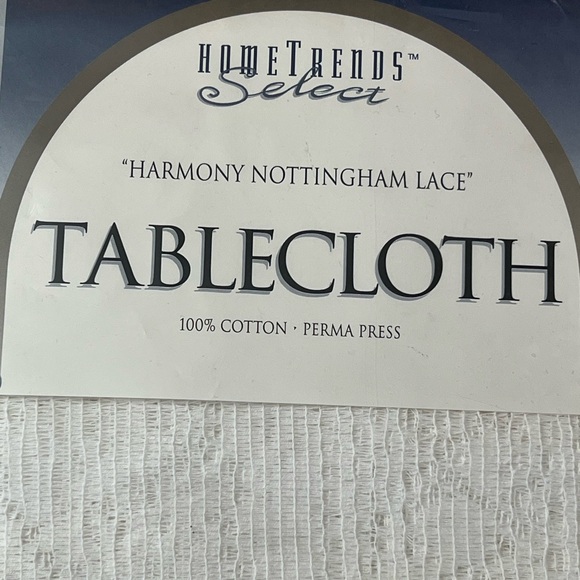 HOMETRENDS™
Select
"HARMONY NOTTINGHAM LACE"
TABLECLOTH
100% COTTON · PERMA PRESS